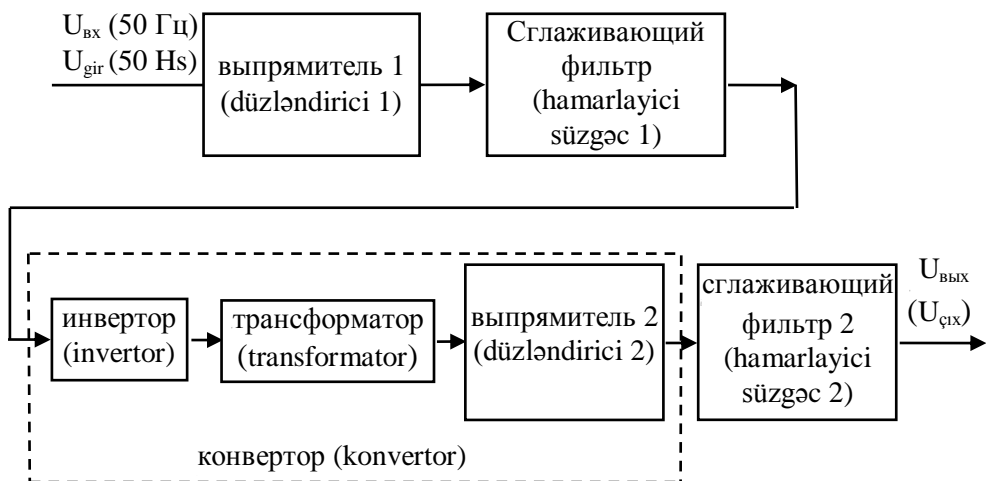 Uвх (50 Гц)
Ugir (50 Hs)
выпрямитель 1
(düzləndirici 1)
Сглаживающий
фильтр
(hamarlayici
süzgəc 1)
инвертор
(invertor)
трансформатор
(transformator)
выпрямитель 2
(düzləndirici 2)
сглаживающий
фильтр 2
(hamarlayici
süzgəc 2)
Uвых
(Uçıx)
конвертор (konvertor)